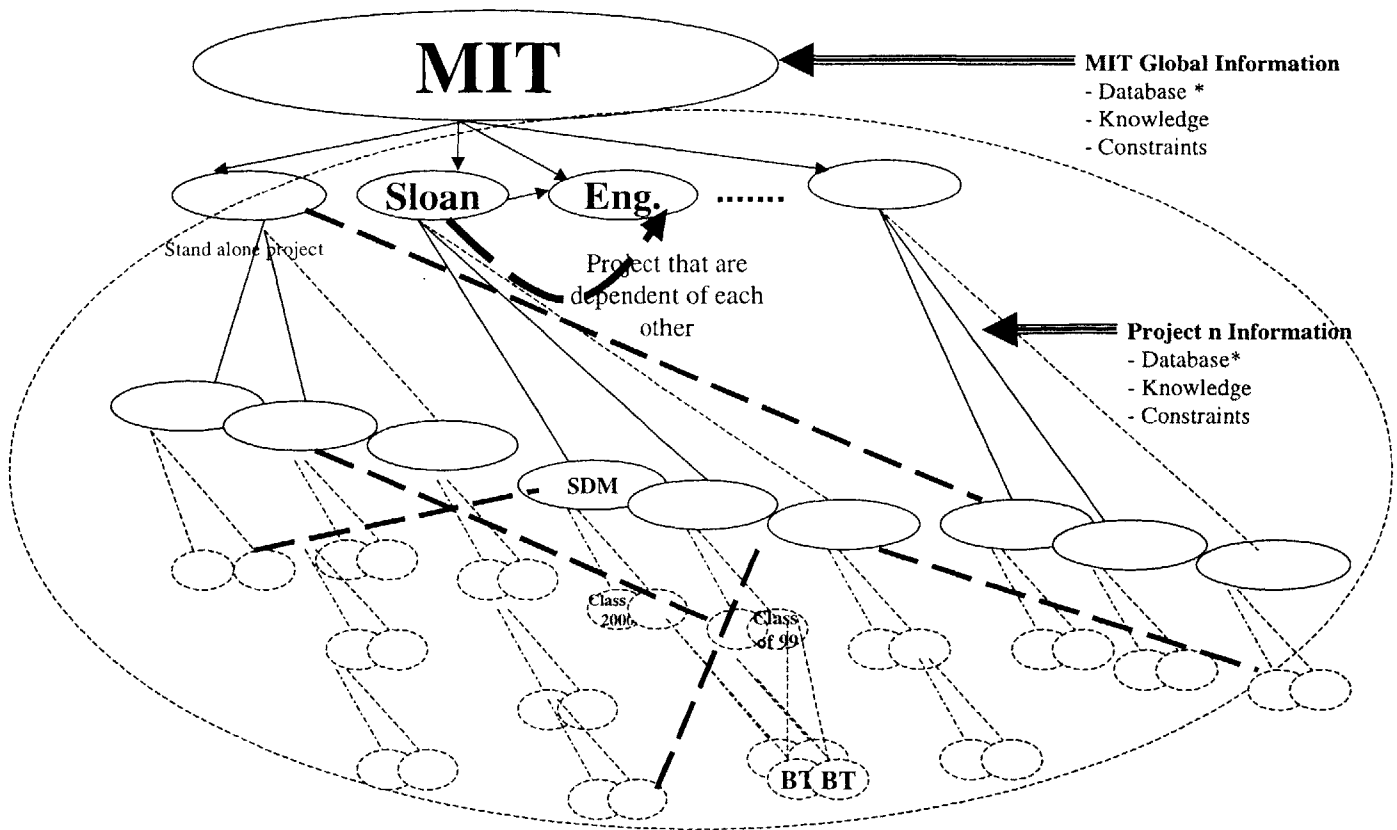 MIT
MIT Global Information
- Database *
- Knowledge
- Constraints
Sloan
Eng.
.......
Stand alone project
Project that are
dependent of each
other
Project n Information
- Database*
- Knowledge
- Constraints
SDM
Class
2000
Class
of 99
BT BT